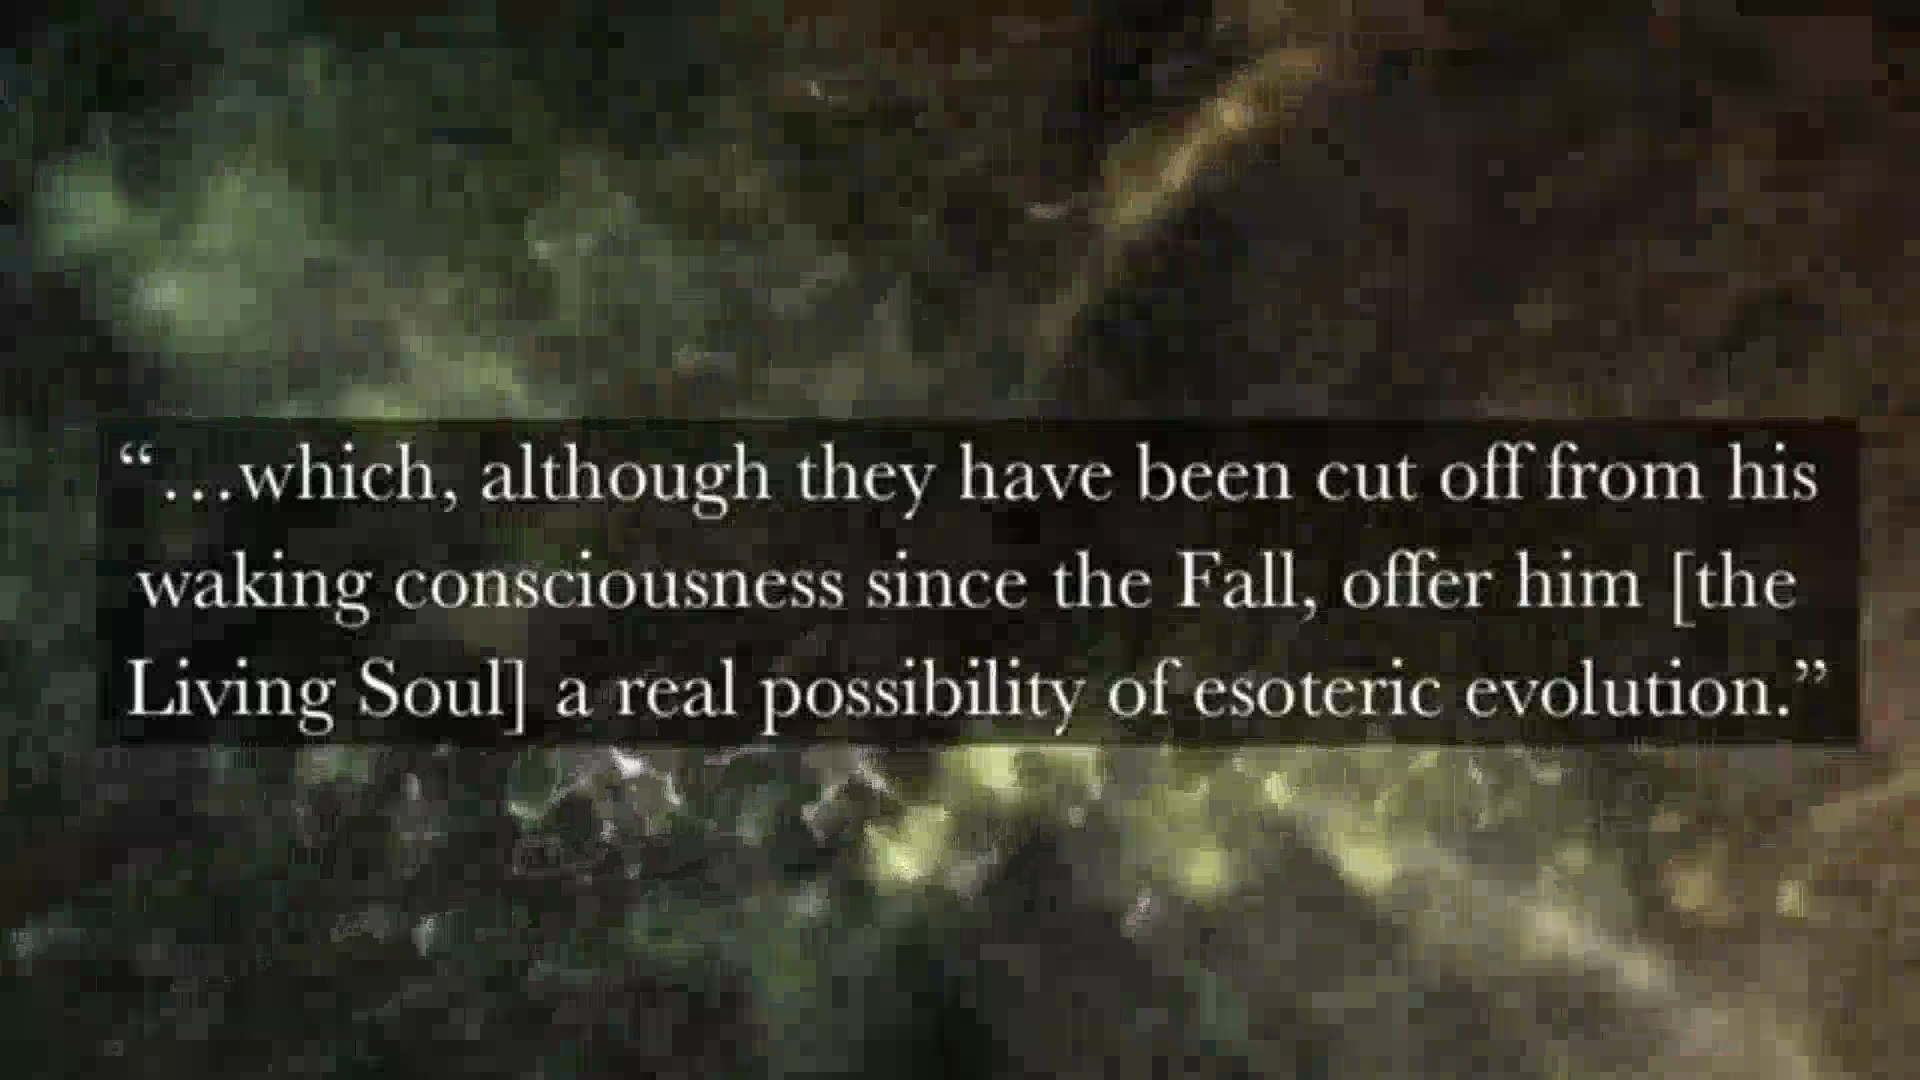 “…which, although they have been cut off from his
waking consciousness since the Fall, offer him [the
Living Soul] a real possibility of esoteric evolution.”